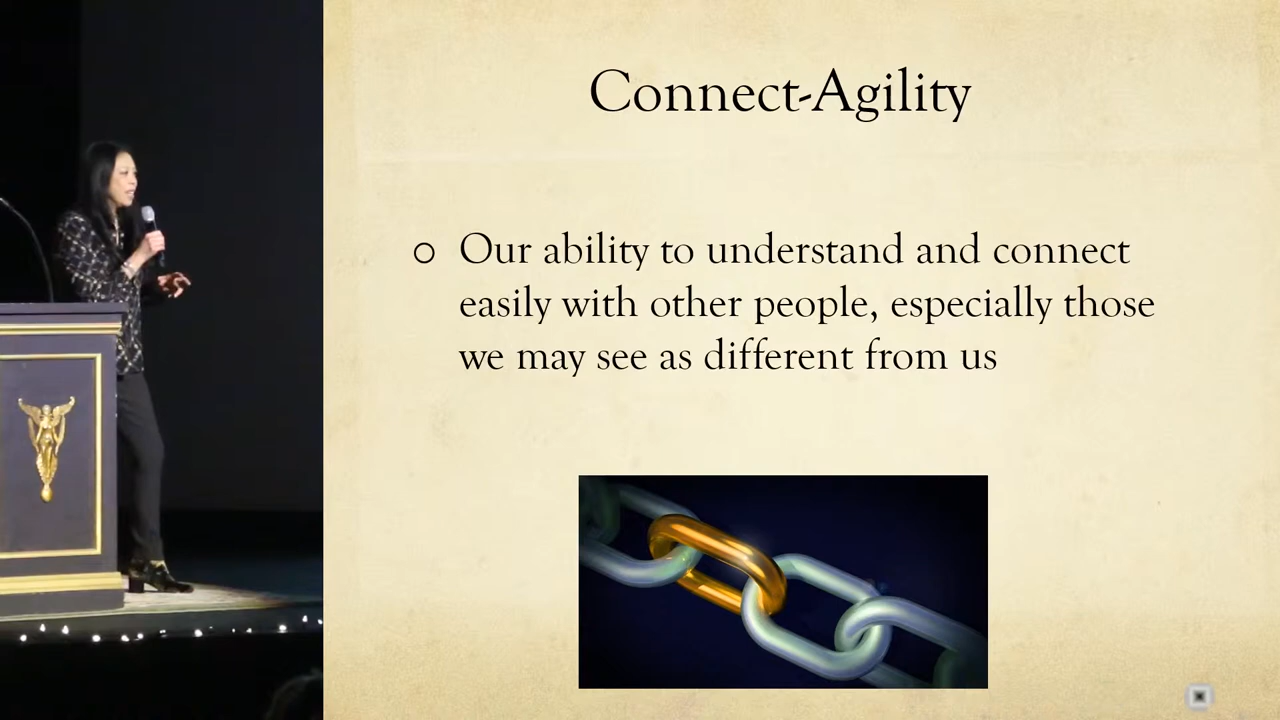 Connect-Agility
Our ability to understand and connect
easily with other people, especially those
we may see as different from us